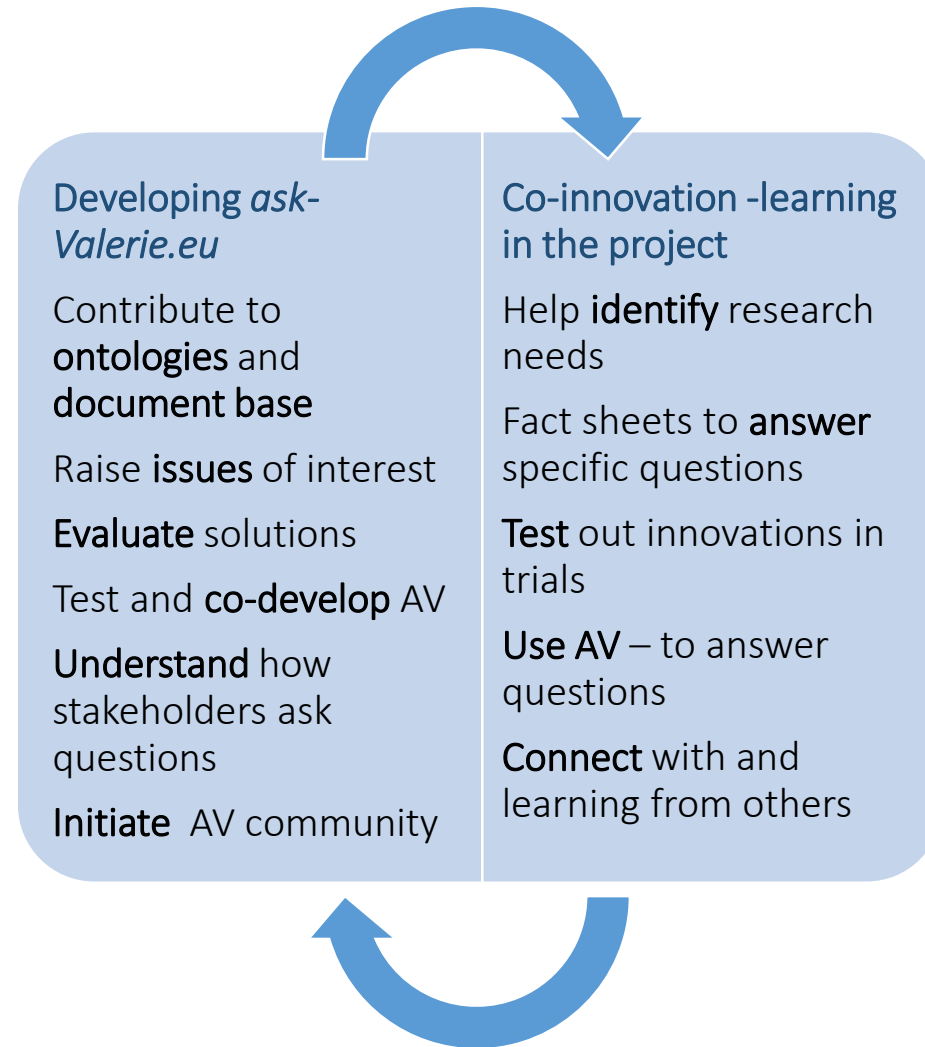 Developing ask-
Valerie.eu
Contribute to
ontologies and
document base
Raise issues of interest
Evaluate solutions
Test and co-develop AV
Understand how
stakeholders ask
questions
Initiate AV community
Co-innovation -learning
in the project
Help identify research
needs
Fact sheets to answer
specific questions
Test out innovations in
trials
Use AV – to answer
questions
Connect with and
learning from others